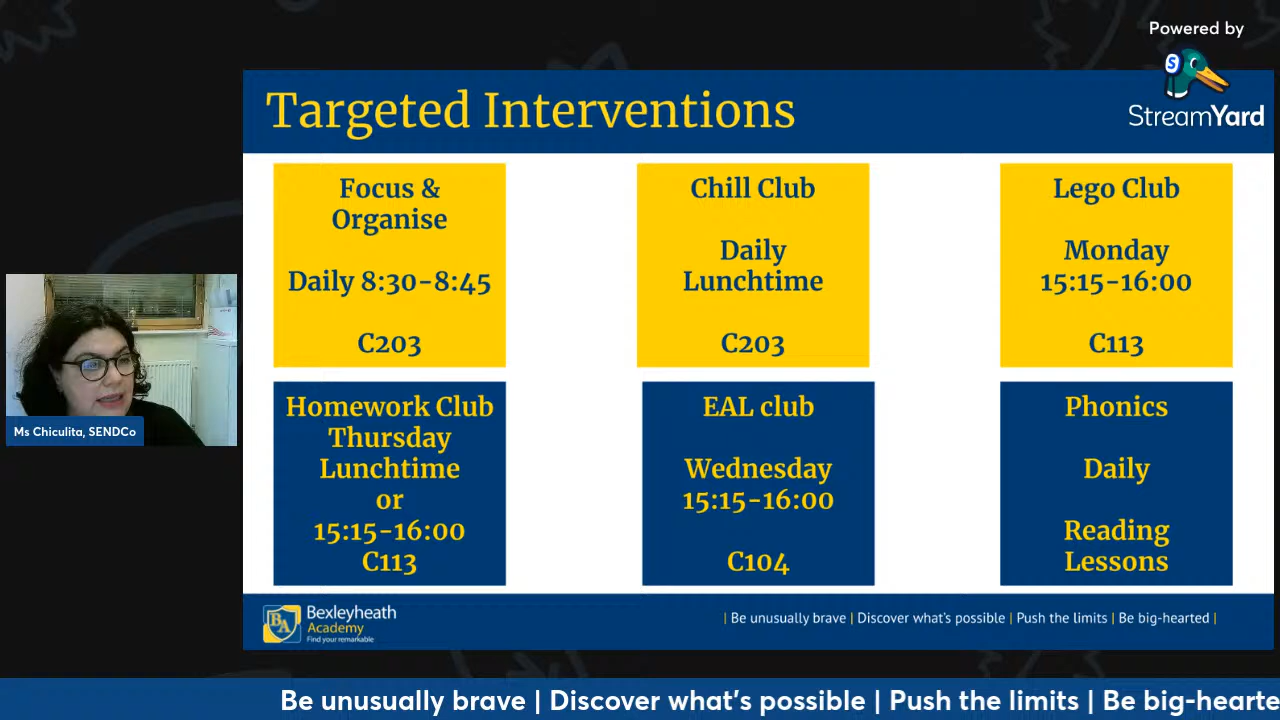 Powered by
StreamYard
Targeted Interventions
Focus &
Organise
Daily 8:30-8:45
C203
Chill Club
Daily
Lunchtime
C203
Lego Club
Monday
15:15-16:00
C113
Homework Club
Thursday
Lunchtime
or
15:15-16:00
C113
EAL club
Wednesday
15:15-16:00
C104
Phonics
Daily
Reading
Lessons
Ms Chiculita, SENDCo
BA
Bexleyheath
Academy
Find your remarkable
| Be unusually brave | Discover what's possible | Push the limits | Be big-hearted |
Be unusually brave | Discover what's possible | Push the limits | Be big-hearte